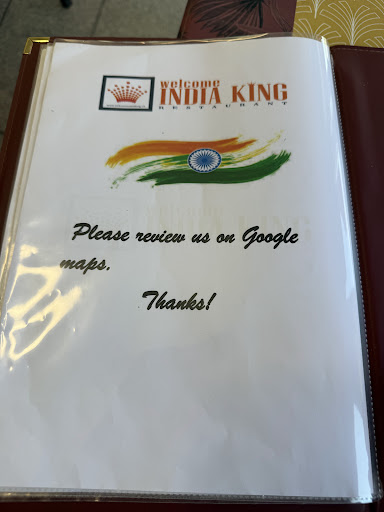 welcome
INDIA KING
RESTAURANT
Please review us on Google
maps.
Thanks!